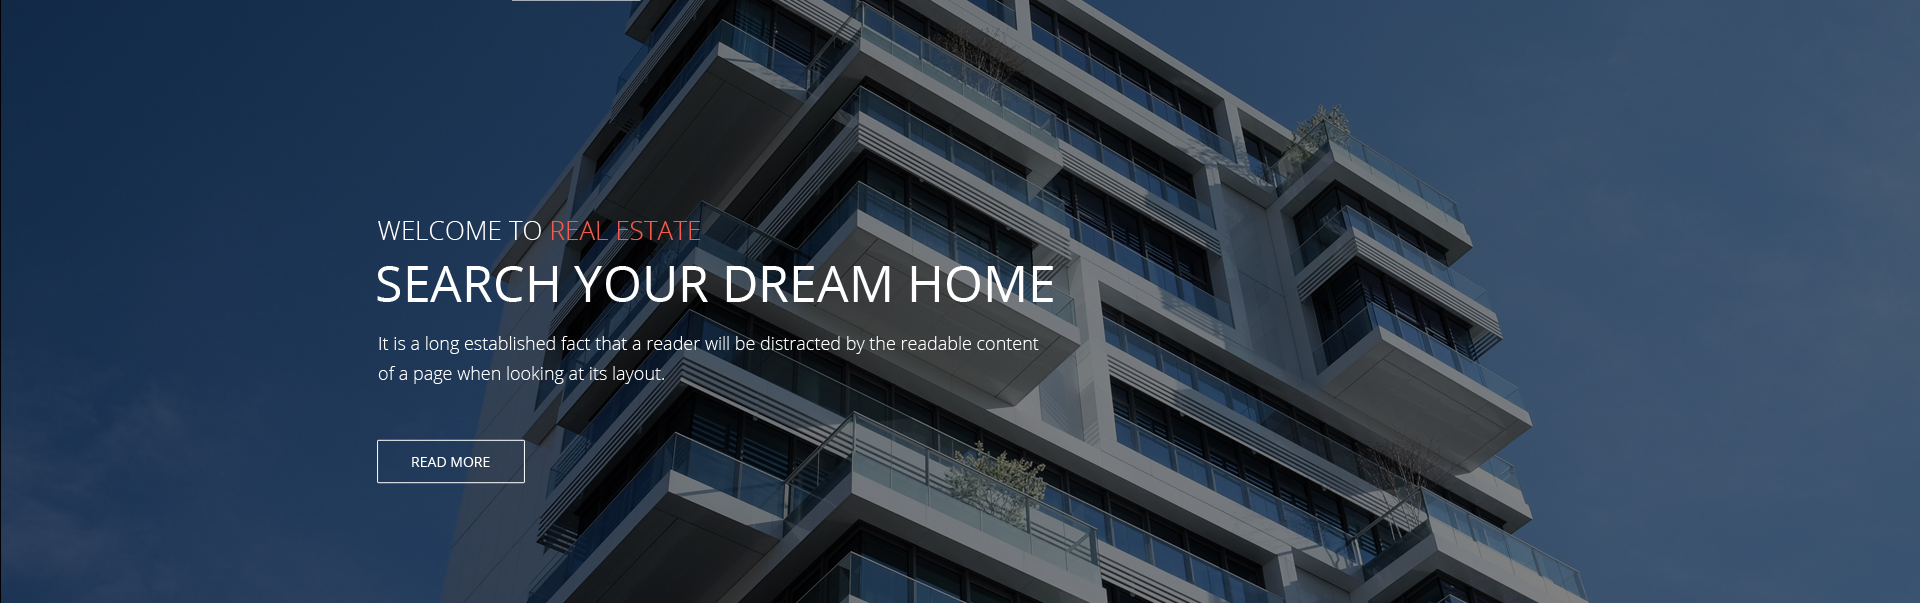 WELCOME TO REAL ESTATE
SEARCH YOUR DREAM HOME
It is a long established fact that a reader will be distracted by the readable content
of a page when looking at its layout.
READ MORE